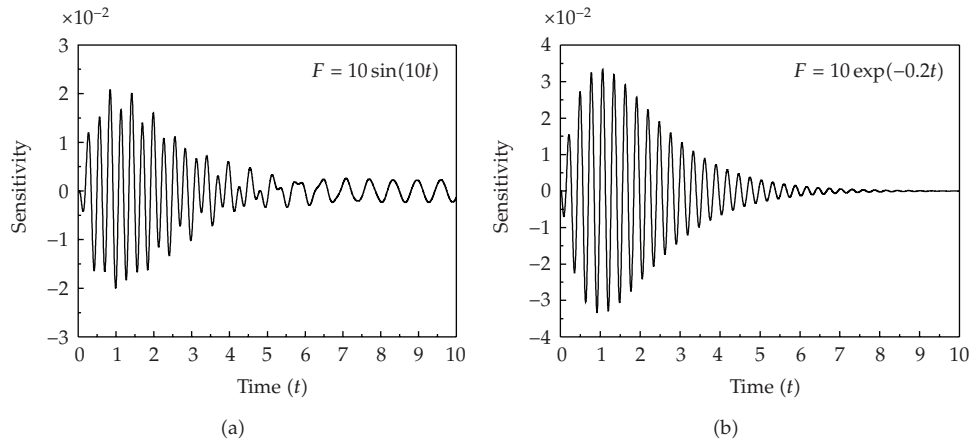 ×10−2
3
2
1
0
−1
−2
−3
Sensitivity
F = 10 sin(10t)
0 1 2 3 4 5 6 7 8 9 10
Time (t)
(a)
×10−2
4
3
2
1
0
−1
−2
−3
−4
Sensitivity
F = 10 exp(−0.2t)
0 1 2 3 4 5 6 7 8 9 10
Time (t)
(b)